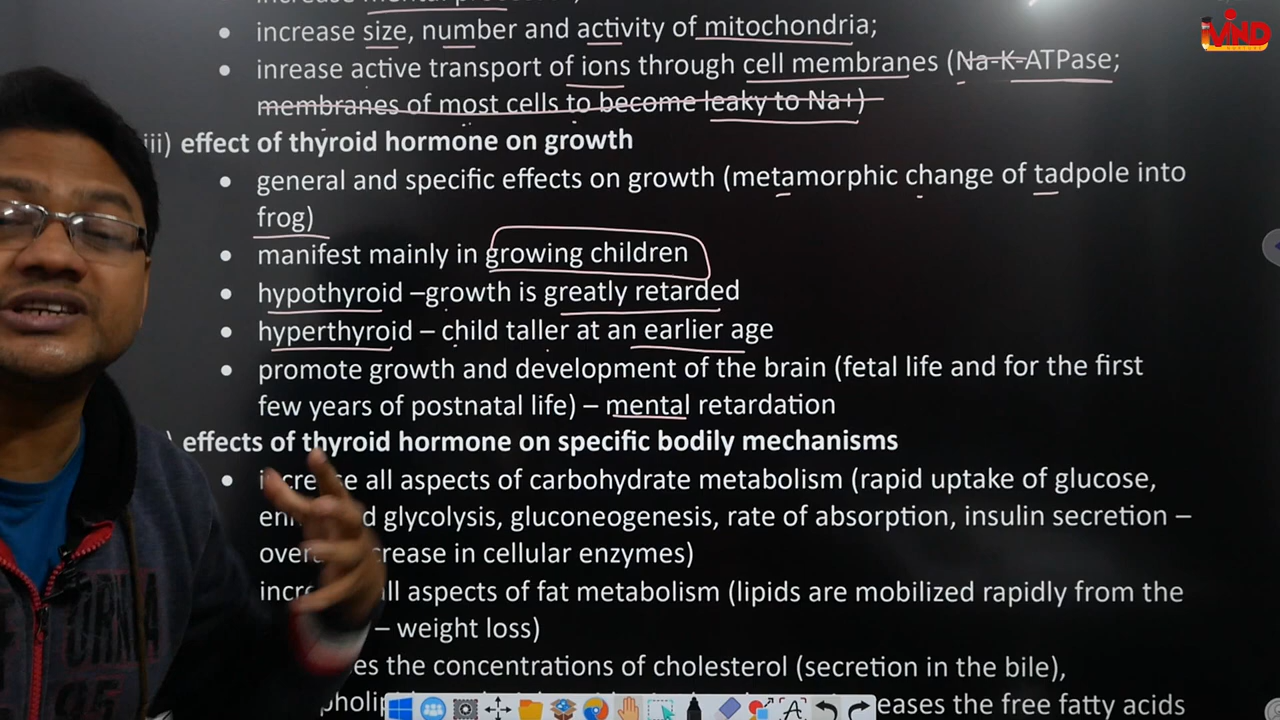 increase mental
iVIND
increase size, number and activity of mitochondria;
inrease active transport of ions through cell membranes (Na-K-ATPase;
membranes of most cells to become leaky to Na+)
iii) effect of thyroid hormone on growth
general and specific effects on growth (metamorphic change of tadpole into
frog)
manifest mainly in growing children
hypothyroid –growth is greatly retarded
hyperthyroid – child taller at an earlier age
promote growth and development of the brain (fetal life and for the first
few years of postnatal life) – mental retardation
) effects of thyroid hormone on specific bodily mechanisms
all aspects of carbohydrate metabolism (rapid uptake of glucose,
glycolysis, gluconeogenesis, rate of absorption, insulin secretion –
in cellular enzymes)
aspects of fat metabolism (lipids are mobilized rapidly from the
– weight loss)
the concentrations of cholesterol (secretion in the bile),
the free fatty acids